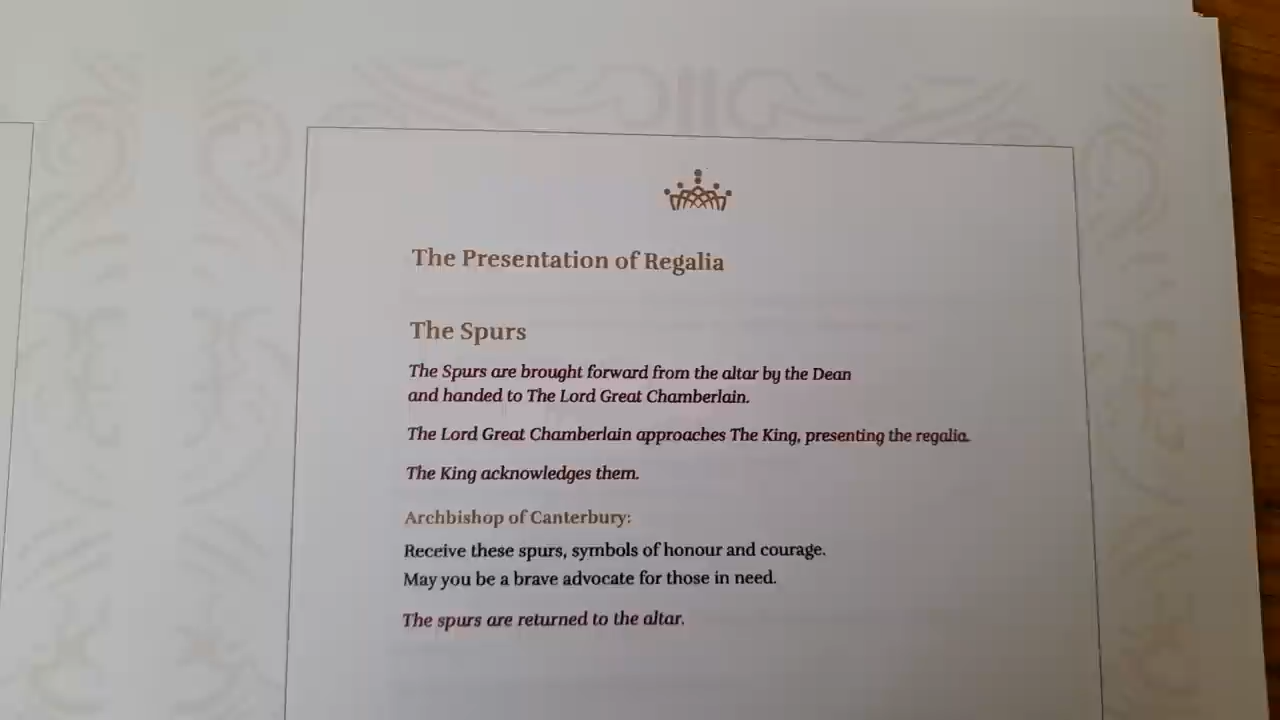 The Presentation of Regalia
The Spurs
The Spurs are brought forward from the altar by the Dean
and handed to The Lord Great Chamberlain.
The Lord Great Chamberlain approaches The King, presenting the regalia.
The King acknowledges them.
Archbishop of Canterbury:
Receive these spurs, symbols of honour and courage.
May you be a brave advocate for those in need.
The spurs are returned to the altar.